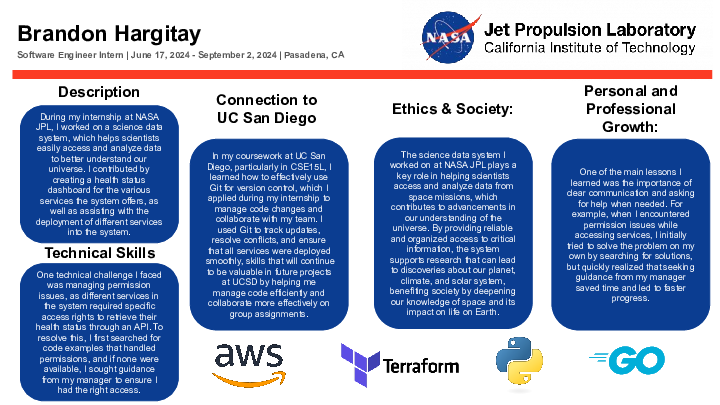 Brandon Hargitay
Software Engineer Intern | June 17, 2024 - September 2, 2024 | Pasadena, CA
NASA
Jet Propulsion Laboratory
California Institute of Technology
Description
During my internship at NASA
JPL, I worked on a science data
system, which helps scientists
easily access and analyze data
to better understand our
universe. I contributed by
creating a health status
dashboard for the various
services the system offers, as
well as assisting with the
deployment of different services
into the system.
Technical Skills
One technical challenge I faced
was managing permission
issues, as different services in
the system required specific
access rights to retrieve their
health status through an API. To
resolve this, I first searched for
code examples that handled
permissions, and if none were
available, I sought guidance
from my manager to ensure I
had the right access.
Connection to
UC San Diego
In my coursework at UC San
Diego, particularly in CSE15L, I
learned how to effectively use
Git for version control, which I
applied during my internship to
manage code changes and
collaborate with my team. I
used Git to track updates,
resolve conflicts, and ensure
that all services were deployed
smoothly, skills that will continue
to be valuable in future projects
at UCSD by helping me
manage code efficiently and
collaborate more effectively on
group assignments.
Ethics & Society:
The science data system I
worked on at NASA JPL plays a
key role in helping scientists
access and analyze data from
space missions, which
contributes to advancements in
our understanding of the
universe. By providing reliable
and organized access to critical
information, the system
supports research that can lead
to discoveries about our planet,
climate, and solar system,
benefiting society by deepening
our knowledge of space and its
impact on life on Earth.
Personal and
Professional
Growth:
One of the main lessons I
learned was the importance of
clear communication and asking
for help when needed. For
example, when I encountered
permission issues while
accessing services, I initially
tried to solve the problem on my
own by searching for solutions,
but quickly realized that seeking
guidance from my manager
saved time and led to faster
progress.
aws
Terraform
GO